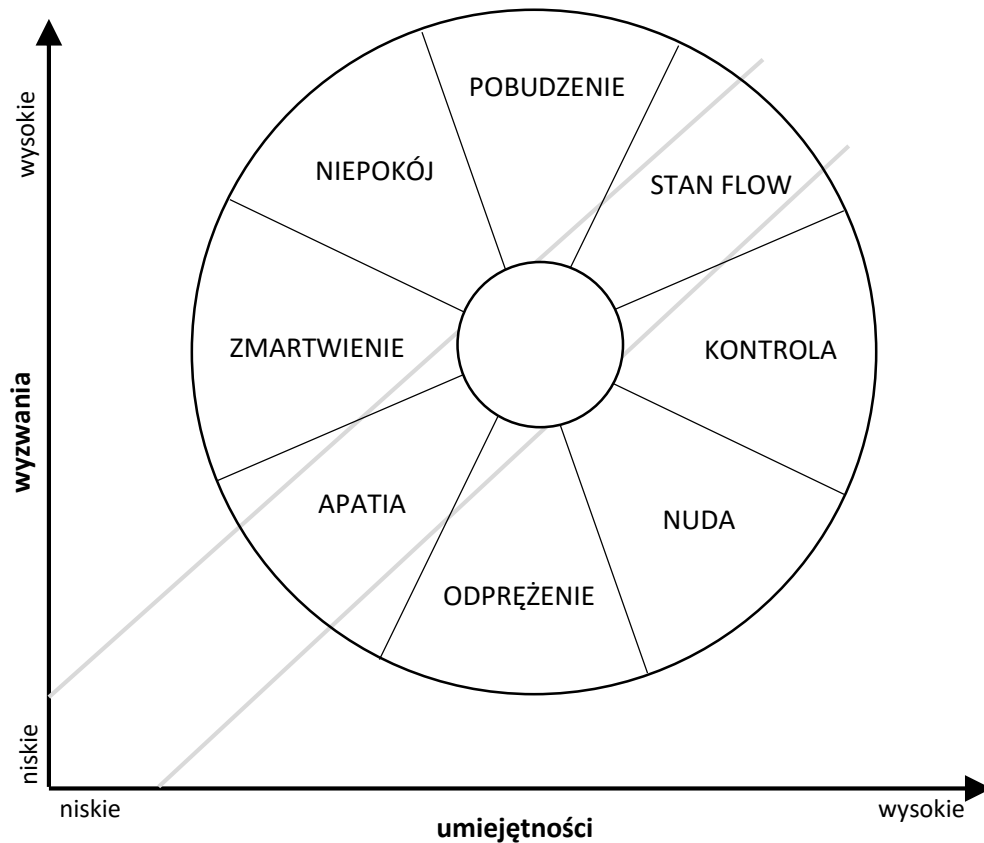 wysokie
POBUDZENIE
NIEPOKÓJ
STAN FLOW
ZMARTWIENIE
KONTROLA
wyzwania
APATIA
NUDA
ODPRĘŻENIE
niskie
niskie
wysokie
umiejętności